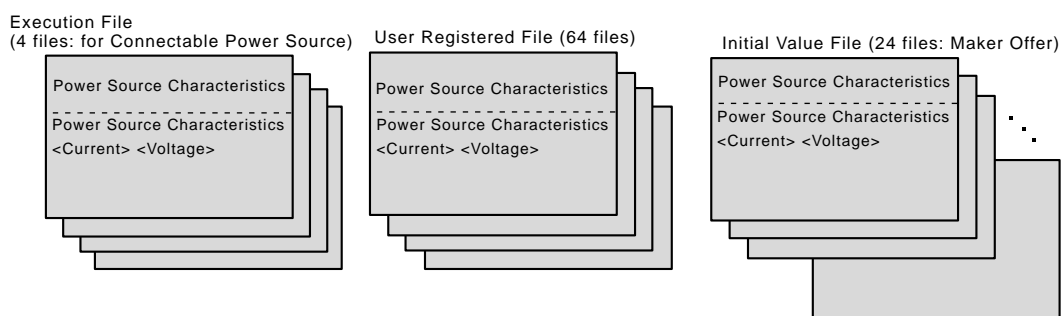 Execution File
(4 files: for Connectable Power Source)
Power Source Characteristics
Power Source Characteristics
<Current> <Voltage>
User Registered File (64 files)
Power Source Characteristics
Power Source Characteristics
<Current> <Voltage>
Initial Value File (24 files: Maker Offer)
Power Source Characteristics
Power Source Characteristics
<Current> <Voltage>